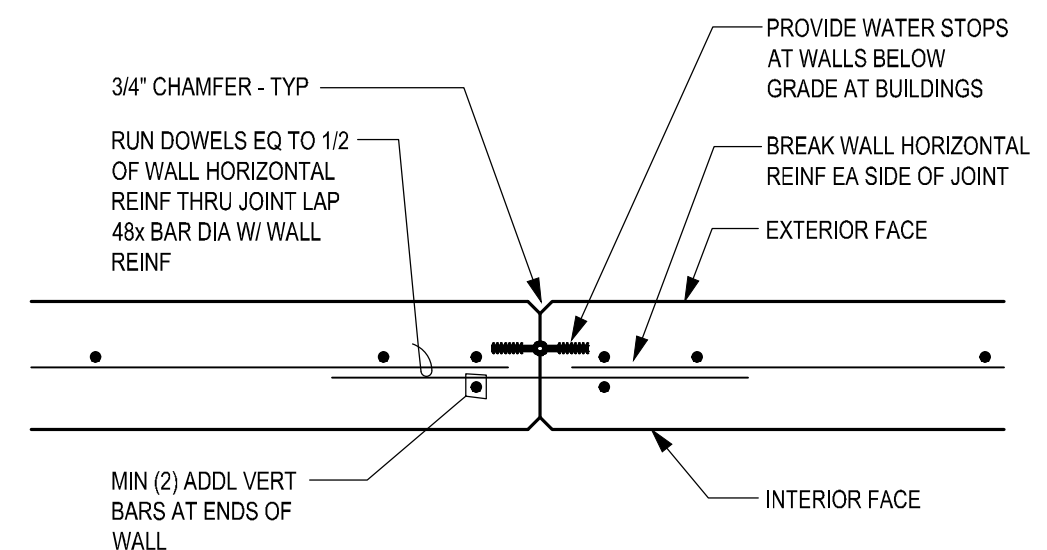 3/4" CHAMFER - TYP
RUN DOWELS EQ TO 1/2
OF WALL HORIZONTAL
REINF THRU JOINT LAP
48x BAR DIA W/ WALL
REINF
MIN (2) ADDL VERT
BARS AT ENDS OF
WALL
PROVIDE WATER STOPS
AT WALLS BELOW
GRADE AT BUILDINGS
BREAK WALL HORIZONTAL
REINF EA SIDE OF JOINT
EXTERIOR FACE
INTERIOR FACE